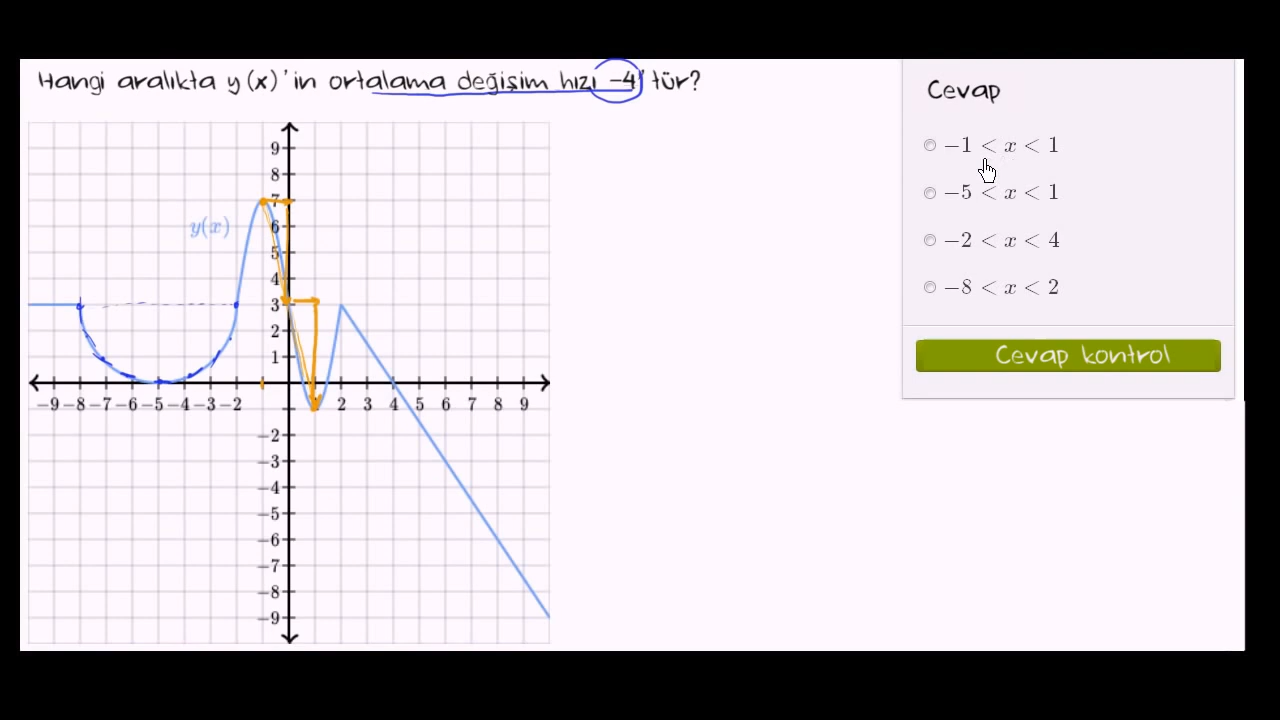 Hangi aralıkta y(x)'in ortalama değişim hızı -4'tür?
Cevap
-1 < x < 1
-5 < x < 1
-2 < x < 4
-8 < x < 2
Cevap kontrol
y(x)
9
8
7
6
5
4
3
2
1
-9 -8 -7 -6 -5 -4 -3 -2 2 3 4 5 6 7 8 9
-2
-3
-4
-5
-6
-7
-8
-9